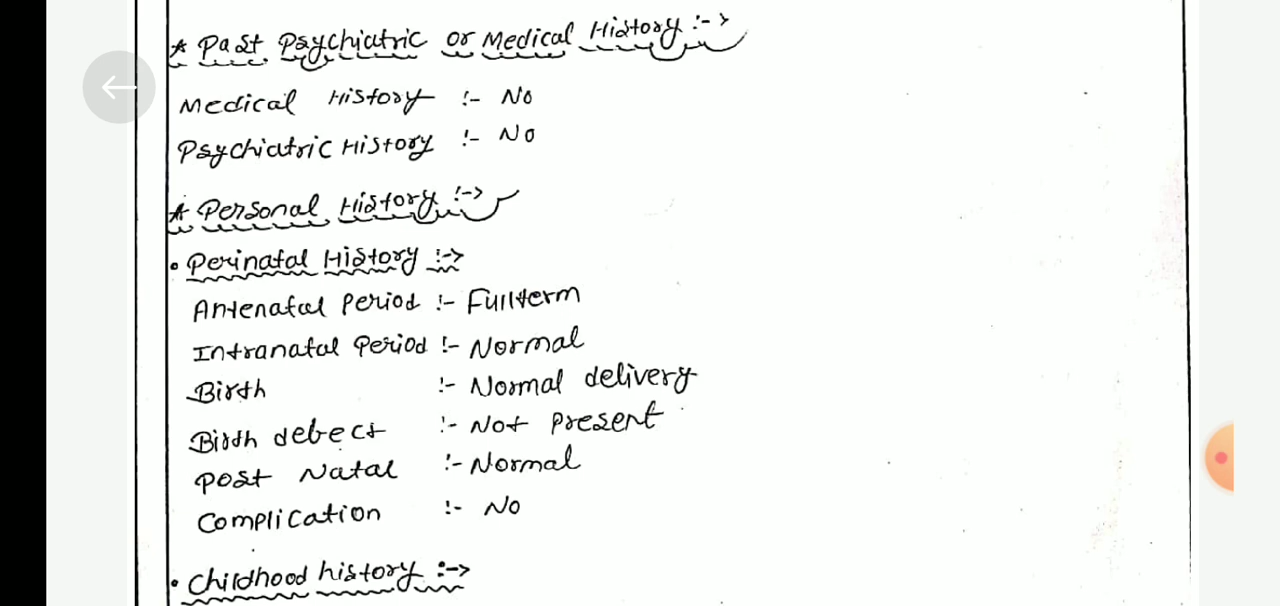 * Past Psychiatric or Medical History :->
Medical History :- No
Psychiatric History :- No
* Personal History :->
• Perinatal History :->
Antenatal Period :- Fullterm
Intranatal Period :- Normal
Birth :- Normal delivery
Birth defect :- Not Present
Post Natal :- Normal
Complication :- No
• Childhood history :->